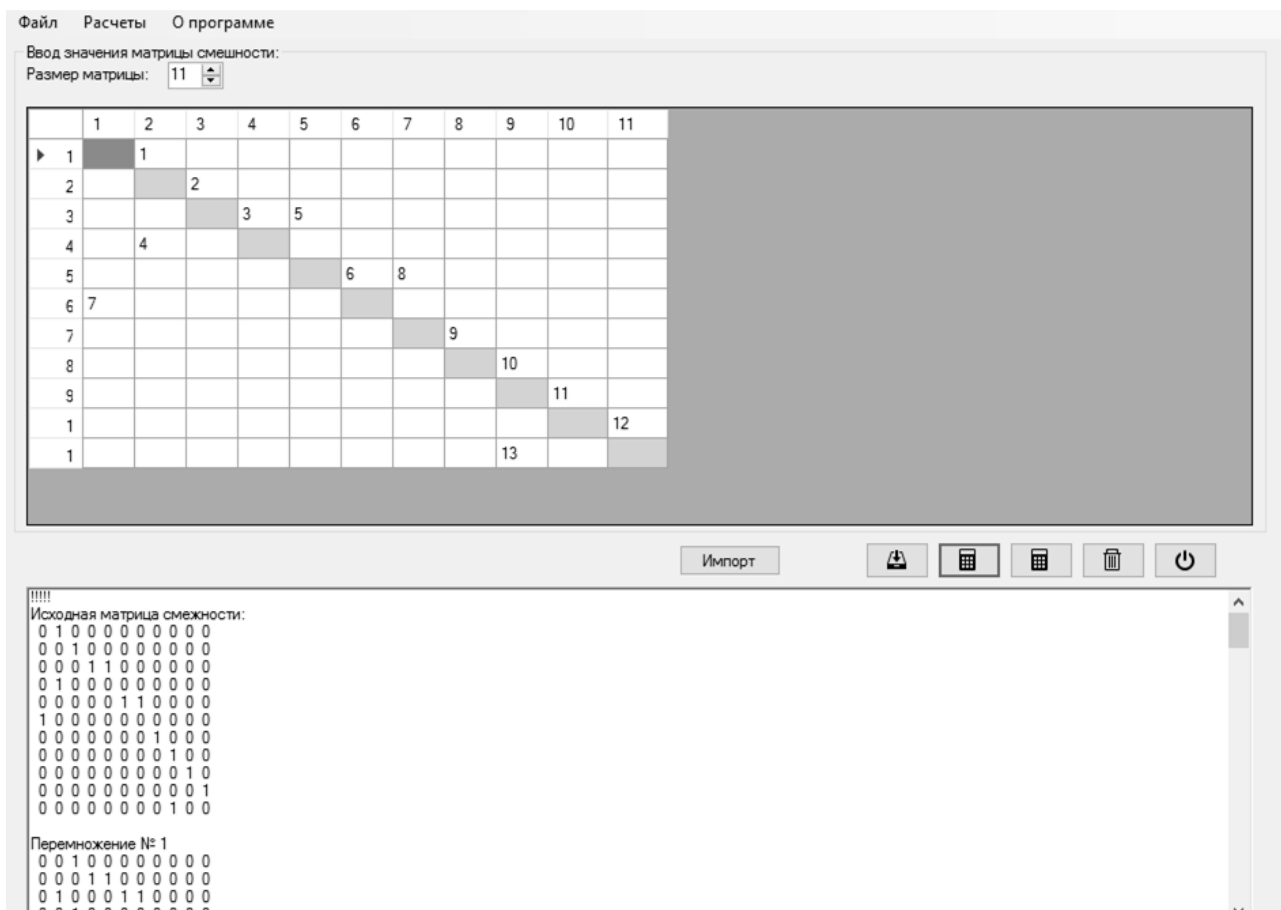 Файл Расчеты О программе
Ввод значения матрицы смешности:
Размер матрицы: 11
1 2 3 4 5 6 7 8 9 10 11
1 1
2 2
3 3 5
4 4
5 6 8
6 7
7 9
8 10
9 11
1 12
1 13
Импорт
!!!!!
Исходная матрица смежности:
0 1 0 0 0 0 0 0 0 0 0
0 0 1 0 0 0 0 0 0 0 0
0 0 0 1 1 0 0 0 0 0 0
0 1 0 0 0 0 0 0 0 0 0
0 0 0 0 0 1 1 0 0 0 0
1 0 0 0 0 0 0 0 0 0 0
0 0 0 0 0 0 0 1 0 0 0
0 0 0 0 0 0 0 0 1 0 0
0 0 0 0 0 0 0 0 0 1 0
0 0 0 0 0 0 0 0 0 0 1
0 0 0 0 0 0 0 0 1 0 0
Перемножение № 1
0 0 1 0 0 0 0 0 0 0 0
0 0 0 1 1 0 0 0 0 0 0
0 1 0 0 0 1 1 0 0 0 0